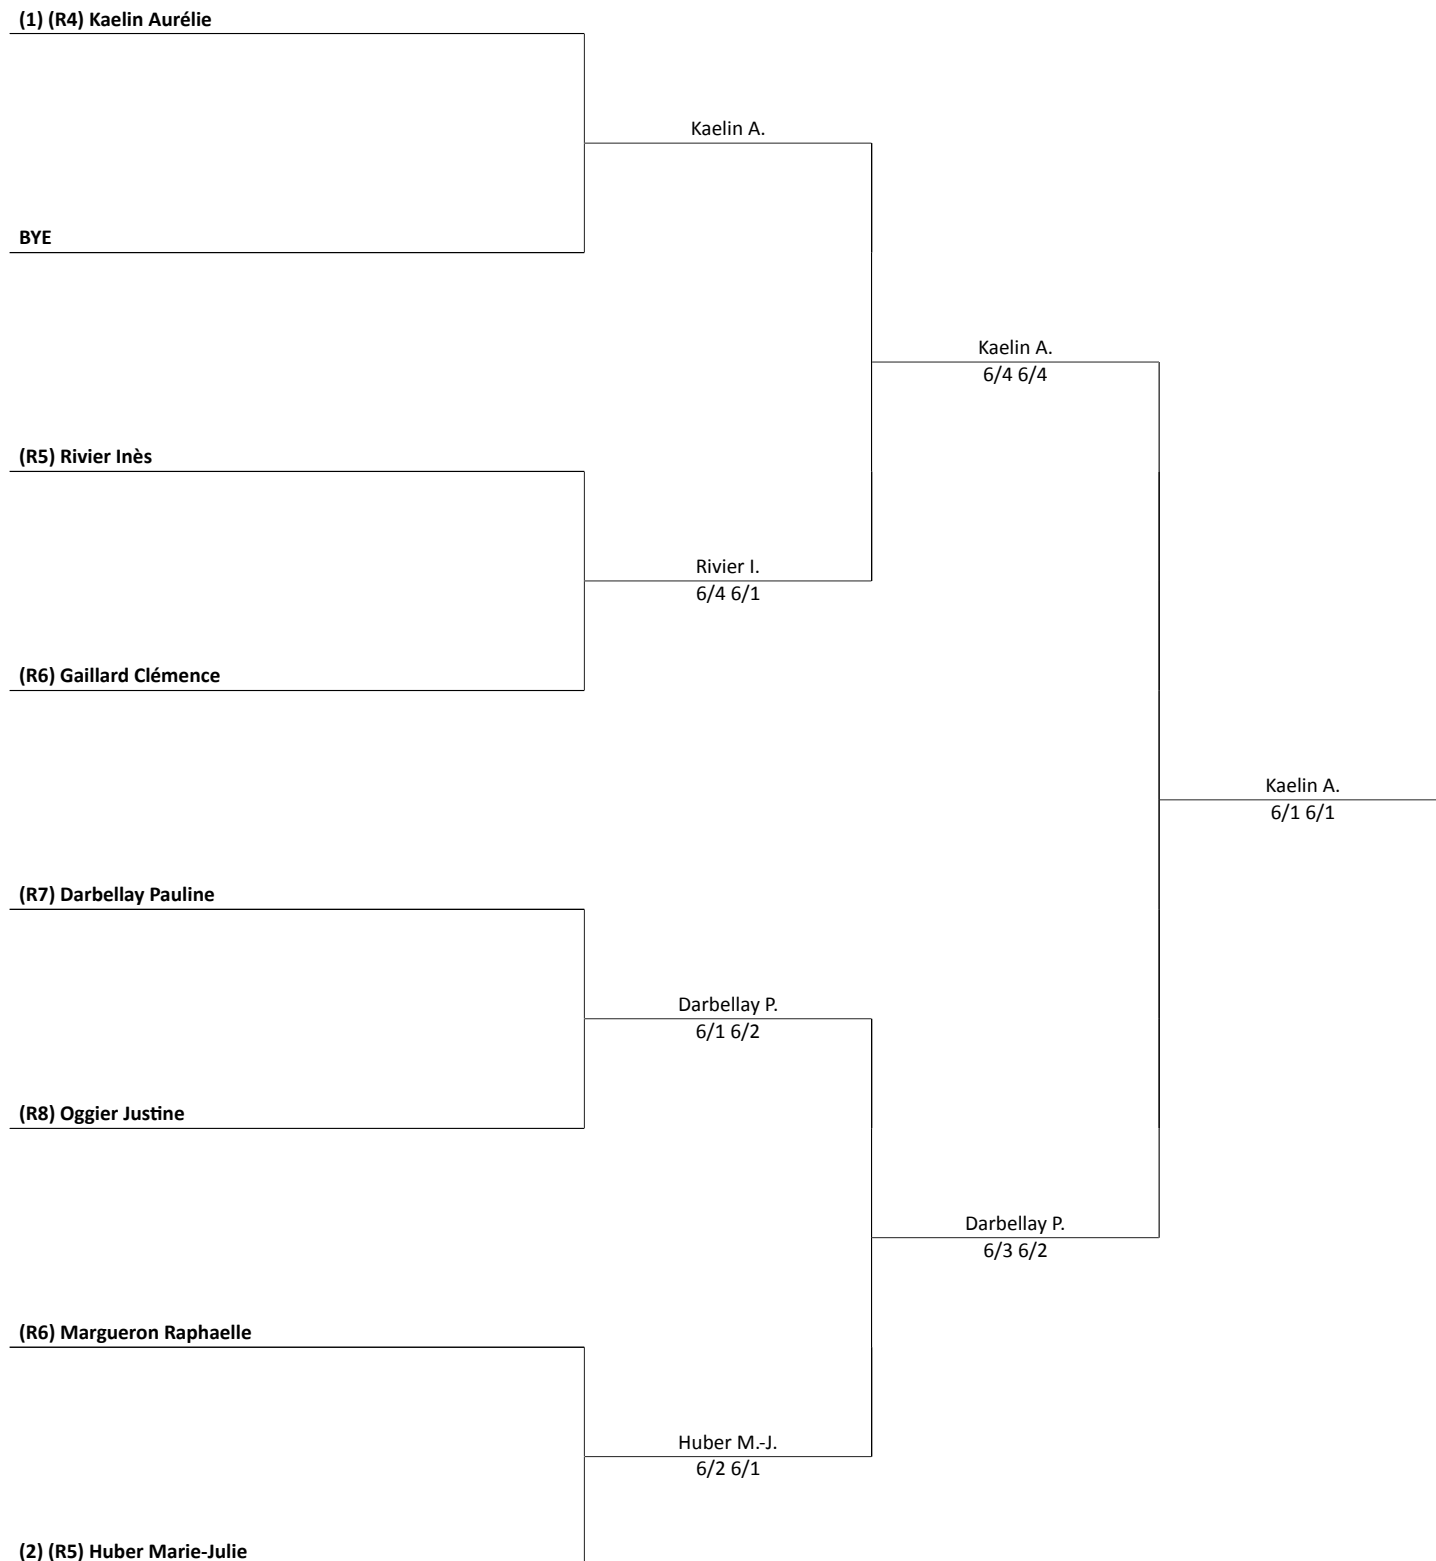 (1) (R4) Kaelin Aurélie
Kaelin A.
BYE
Kaelin A.
6/4 6/4
(R5) Rivier Inès
Rivier I.
6/4 6/1
(R6) Gaillard Clémence
Kaelin A.
6/1 6/1
(R7) Darbellay Pauline
Darbellay P.
6/1 6/2
(R8) Oggier Justine
Darbellay P.
6/3 6/2
(R6) Margueron Raphaelle
Huber M.-J.
6/2 6/1
(2) (R5) Huber Marie-Julie